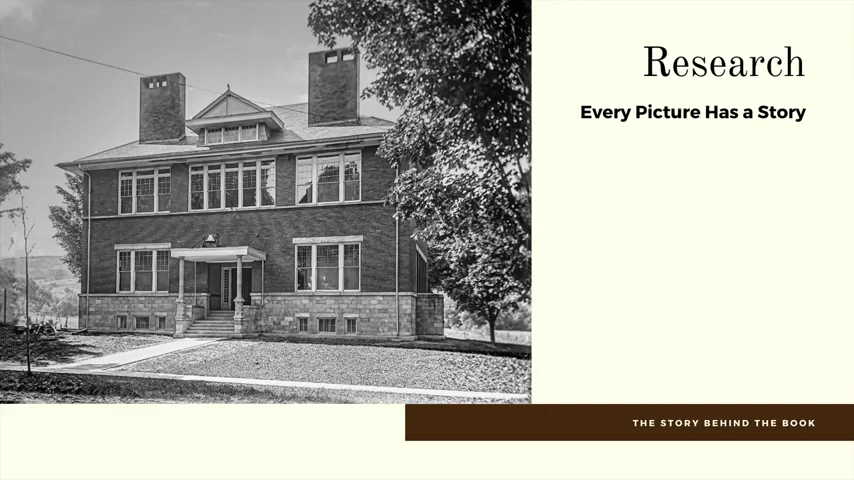 Research
Every Picture Has a Story
THE STORY BEHIND THE BOOK